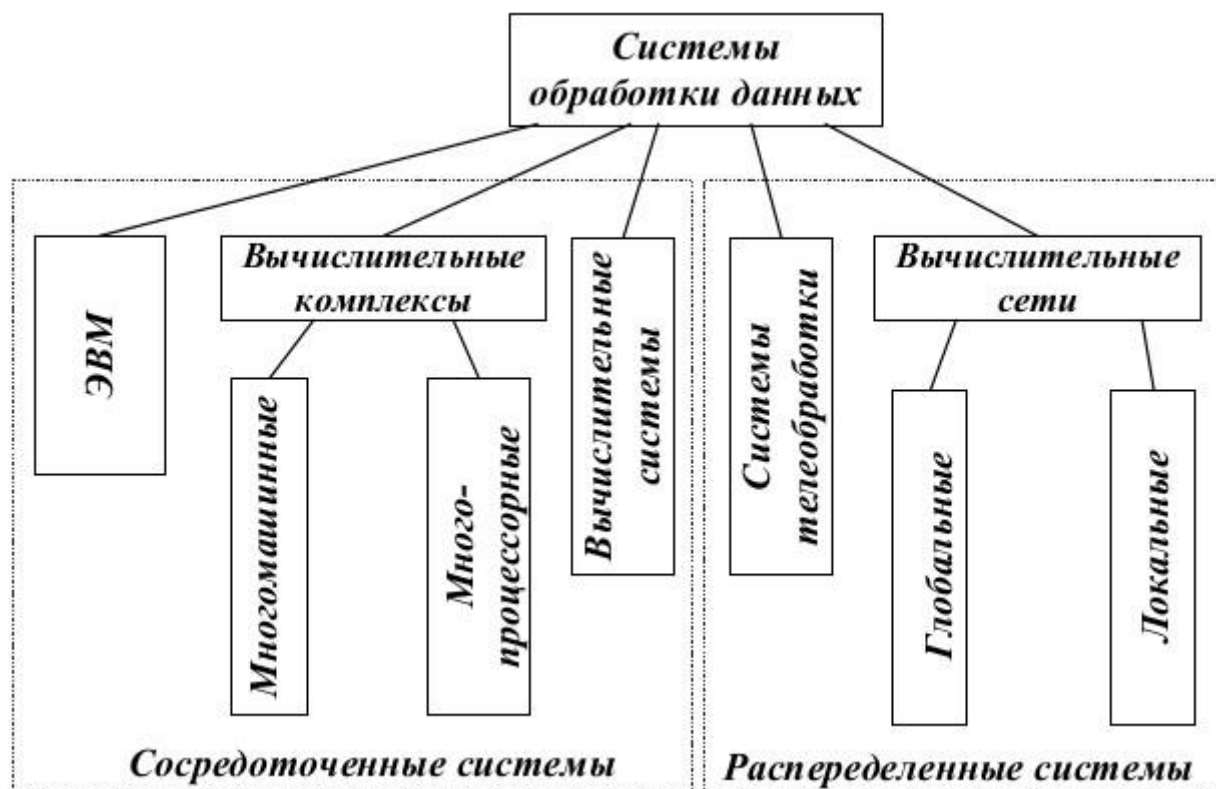 Системы
обработки данных
ЭВМ
Вычислительные
комплексы
Вычислительные
системы
Системы
телеобработки
Вычислительные
сети
Многомашинные
Много-
процессорные
Глобальные
Локальные
Сосредоточенные системы
Распеределенные системы